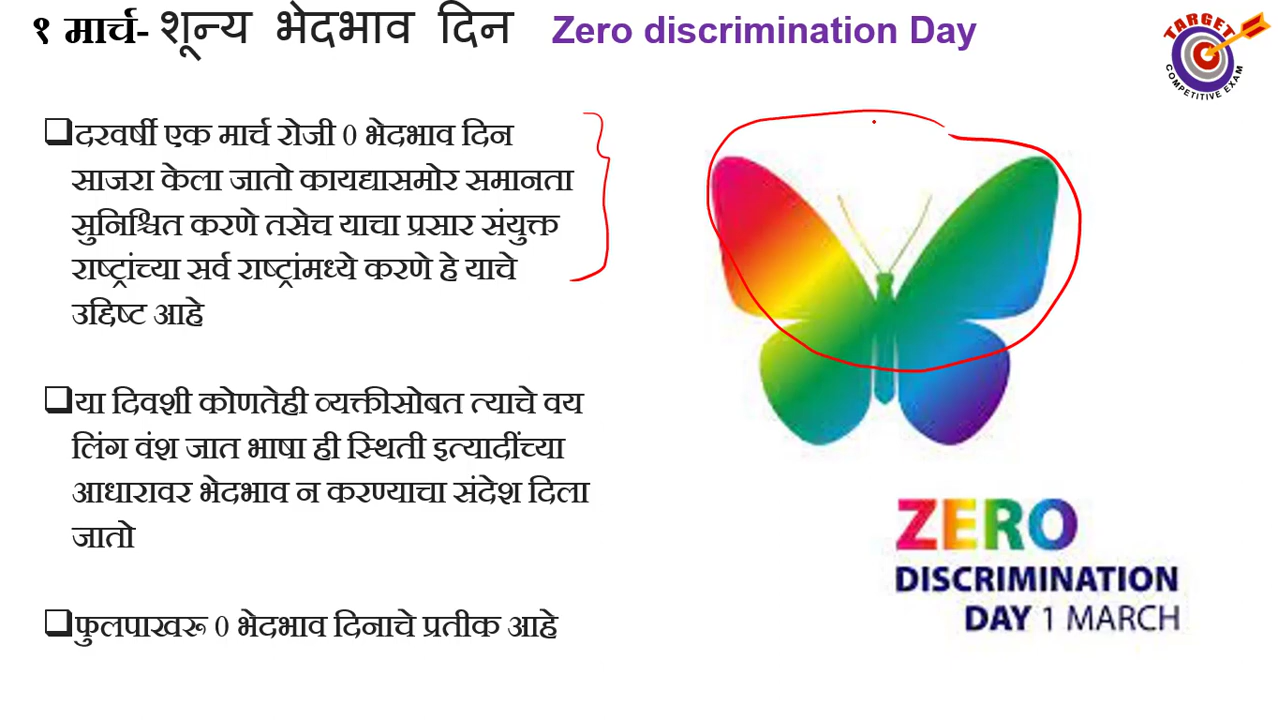 १ मार्च- शून्य भेदभाव दिन Zero discrimination Day
TARGET
COMPETITIVE EXAM
दरवर्षी एक मार्च रोजी 0 भेदभाव दिन
साजरा केला जातो कायद्यासमोर समानता
सुनिश्चित करणे तसेच याचा प्रसार संयुक्त
राष्ट्रांच्या सर्व राष्ट्रांमध्ये करणे हे याचे
उद्दिष्ट आहे
या दिवशी कोणतेही व्यक्तीसोबत त्याचे वय
लिंग वंश जात भाषा ही स्थिती इत्यादींच्या
आधारावर भेदभाव न करण्याचा संदेश दिला
जातो
फुलपाखरू 0 भेदभाव दिनाचे प्रतीक आहे
ZERO
DISCRIMINATION
DAY 1 MARCH